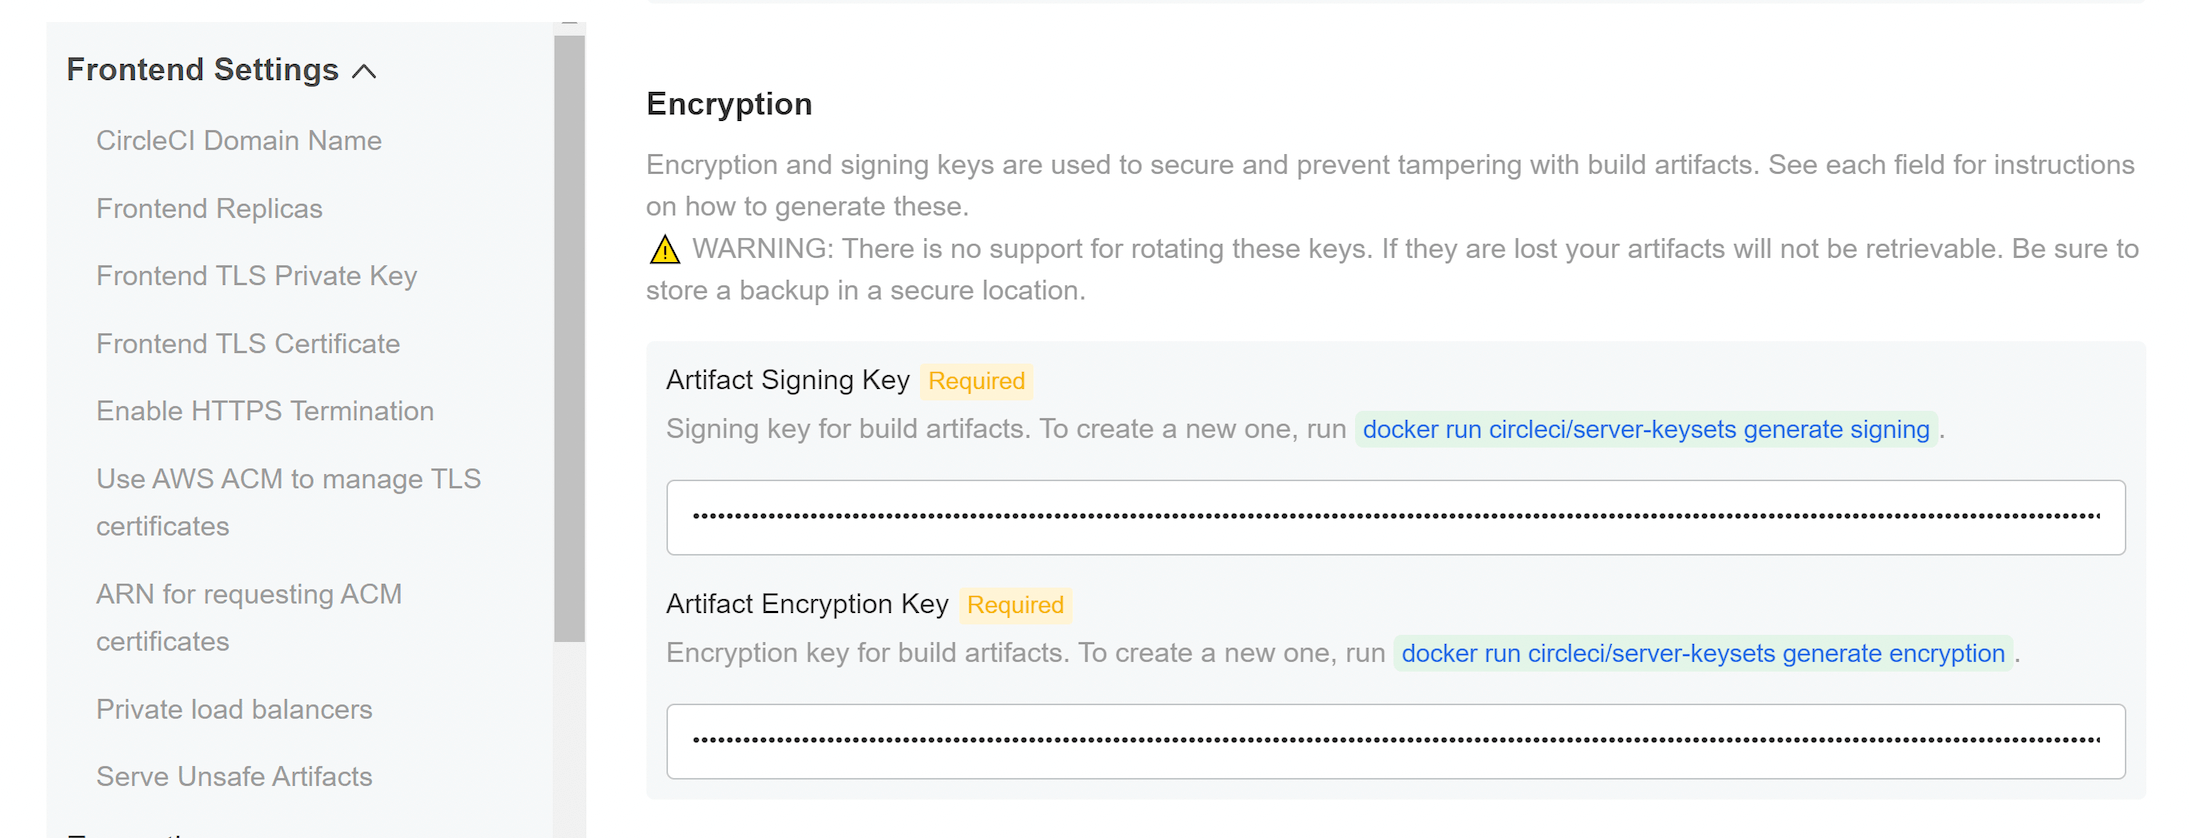 Frontend Settings
CircleCI Domain Name
Frontend Replicas
Frontend TLS Private Key
Frontend TLS Certificate
Enable HTTPS Termination
Use AWS ACM to manage TLS
certificates
ARN for requesting ACM
certificates
Private load balancers
Serve Unsafe Artifacts
Encryption
Encryption and signing keys are used to secure and prevent tampering with build artifacts. See each field for instructions
on how to generate these.
WARNING: There is no support for rotating these keys. If they are lost your artifacts will not be retrievable. Be sure to
store a backup in a secure location.
Artifact Signing Key Required
Signing key for build artifacts. To create a new one, run docker run circleci/server-keysets generate signing .
Artifact Encryption Key Required
Encryption key for build artifacts. To create a new one, run docker run circleci/server-keysets generate encryption .